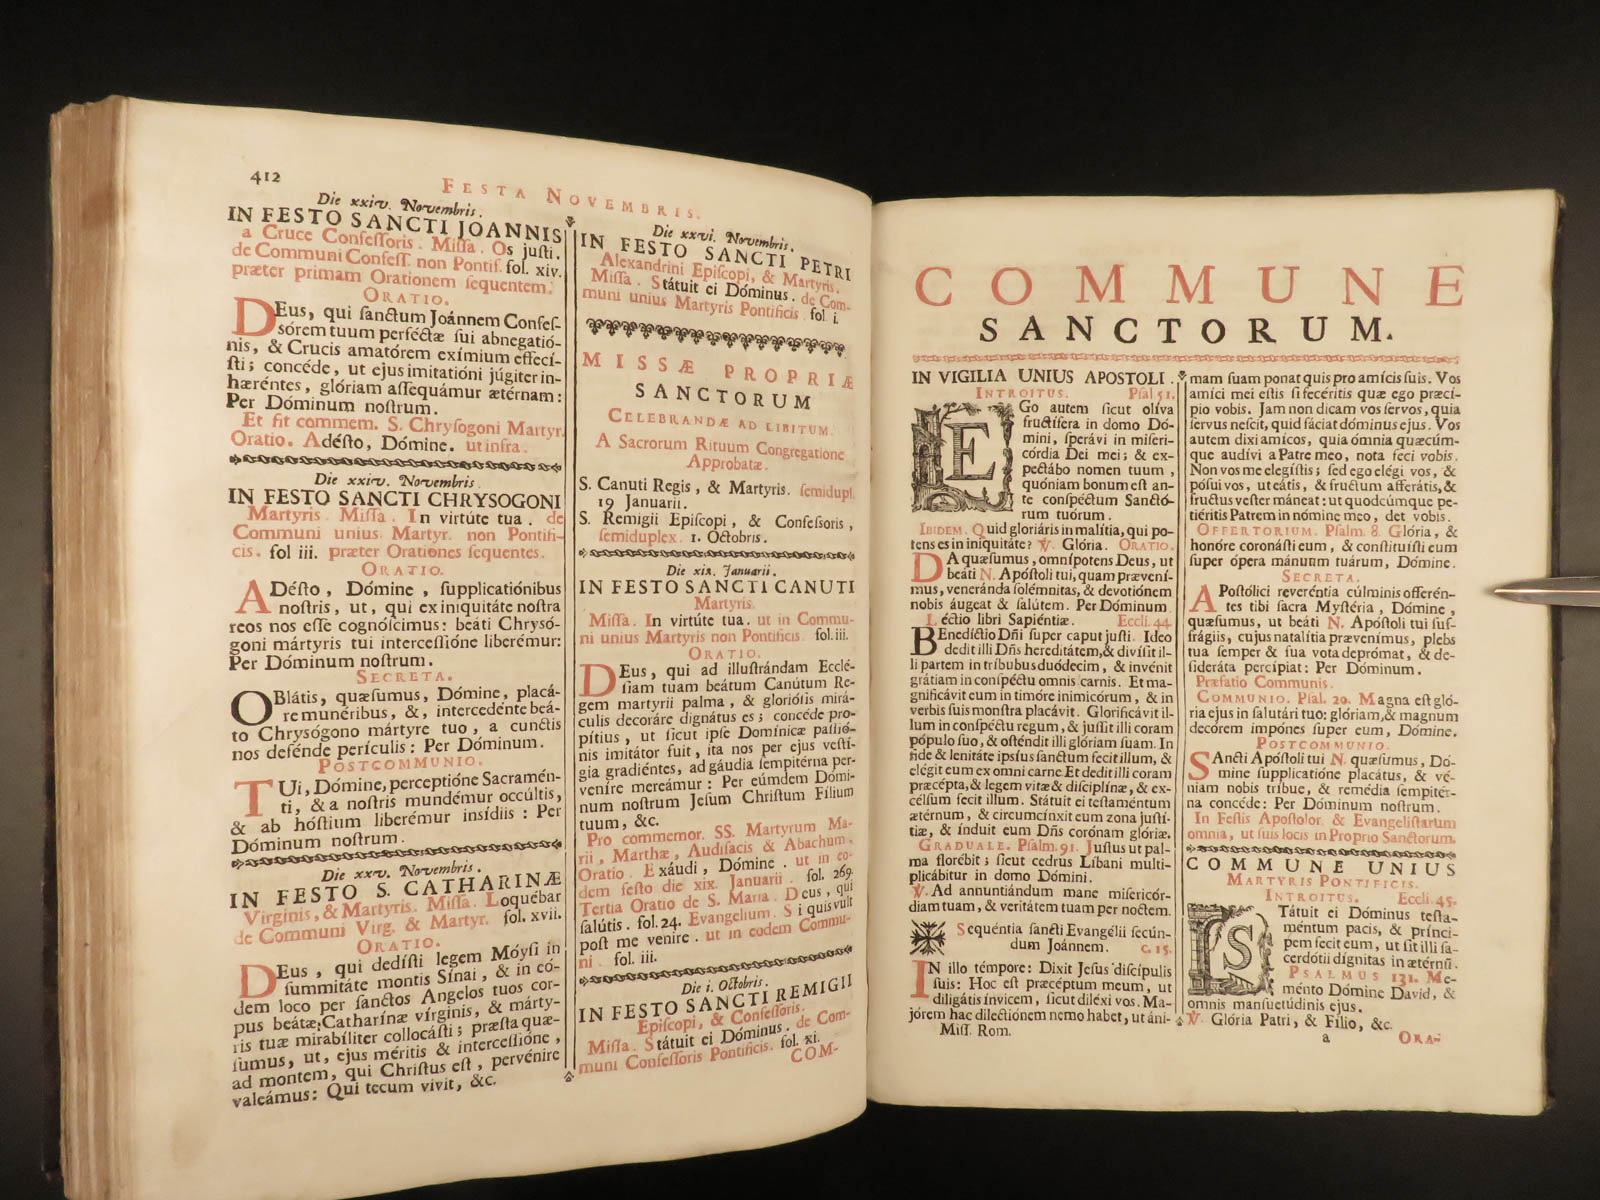 412
FESTA NOVEMBRIS.
Die xxiv. Novembris.
IN FESTO SANCTI JOANNIS
a Cruce Confessoris. Missa. Os justi.
de Communi Confess. non Pontif. fol. xiv.
præter primam Orationem sequentem.
ORATIO.
DEus, qui sanctum Joánnem Confes-
sórem tuum perféctæ sui abnegatió-
nis, & Crucis amatórem exímium effecí-
sti; concéde, ut ejus imitatióni júgiter in-
hæréntes, glóriam assequámur ætérnam:
Per Dóminum nostrum.
Et fit commem. S. Chrysogoni Martyr.
Oratio. Adésto, Dómine, ut infra.
Die xxiv. Novembris.
IN FESTO SANCTI CHRYSOGONI
Martyris. Missa. In virtúte tua. de
Communi unius. Martyr. non Pontifi-
cis. fol iii. præter Orationes sequentes.
ORATIO.
ADésto, Dómine, supplicatiónibus
nostris, ut, qui ex iniquitáte nostra
reos nos esse cognóscimus: beáti Chrysó-
goni mártyris tui intercessióne liberémur:
Per Dóminum nostrum.
SECRETA.
OBlátis, quæsumus, Dómine, placá-
re munéribus, &, intercedénte beá-
to Chrysógono mártyre tuo, a cunctis
nos defénde perículis: Per Dóminum.
POSTCOMMUNIO.
TUi, Dómine, perceptióne Sacramén-
ti, & a nostris mundémur occúltis,
& ab hóstium liberémur insídiis: Per
Dóminum nostrum.
Die xxv. Novembris.
IN FESTO S. CATHARINÆ
Virginis, & Martyris. Missa. Loquébar
de Communi Virg. & Martyr. fol. xvii.
ORATIO.
DEus, qui dedísti legem Móysi in
summitáte montis Sínai, & in eó-
dem loco per sanctos Angelos tuos cor-
pus beátæ Catharínæ vírginis, & márty-
ris tuæ mirabíliter collocásti; præsta quæ-
sumus, ut, ejus méritis & intercessióne,
ad montem, qui Christus est, perveníre
valeámus: Qui tecum vivit, &c.
Die xxvi. Novembris.
IN FESTO SANCTI PETRI
Alexandrini Episcopi, & Martyris.
Missa. Státuit ei Dóminus. de Com-
muni unius Martyris Pontificis. fol i.
MISSÆ PROPRIÆ
SANCTORUM
CELEBRANDÆ AD LIBITUM.
A Sacrorum Rituum Congregatione
Approbatæ.
S. Canuti Regis, & Martyris. semidupl.
19 Januarii.
S. Remigii Episcopi, & Confessoris,
semiduplex. 1. Octobris.
Die xix. Januarii.
IN FESTO SANCTI CANUTI
Martyris.
Missa. In virtúte tua. ut in Commu-
ni unius Martyris non Pontificis. fol. iii.
ORATIO.
DEus, qui ad illustrándam Ecclé-
siam tuam beátum Canútum Re-
gem martyrii palma, & gloriósis mirá-
culis decoráre dignátus es; concéde pro-
pítius, ut sicut ipse Domínicæ passió-
nis imitátor fuit, ita nos per ejus vestí-
gia gradiéntes, ad gáudia sempitérna per-
veníre mereámur: Per eúmdem Dómi-
num nostrum Jesum Christum Fílium
tuum, &c.
Pro commemor. SS. Martyrum Ma-
rii, Marthæ, Audifacis & Abachum.
Oratio. Exáudi, Dómine. ut in eo-
dem festo die xix. Januarii. fol. 269.
Tertia Oratio de S. Maria. Deus, qui
salútis. fol. 24. Evangelium. Si quis vult
post me venire. ut in eodem Commu-
ni. fol. iii.
Die i. Octobris.
IN FESTO SANCTI REMIGII
Episcopi, & Confessoris.
Missa. Státuit ei Dóminus. de Com-
muni Confessoris Pontificis. fol. xi.
COM-
COMMUNE
SANCTORUM.
IN VIGILIA UNIUS APOSTOLI.
INTROITUS. Psal. 51.
EGo autem sicut olíva
fructífera in domo Dó-
mini, sperávi in miseri-
córdia Dei mei; & ex-
pectábo nomen tuum,
quóniam bonum est an-
te conspéctum Sanctó-
rum tuórum.
IBIDEM. Quid gloriáris in malítia, qui po-
tens es in iniquitáte? ℣. Glória. ORATIO.
DA quæsumus, omnípotens Deus, ut
beáti N. Apóstoli tui, quam prævení-
mus, veneránda solémnitas, & devotiónem
nobis áugeat & salútem. Per Dóminum
Léctio libri Sapiéntiæ. Eccli. 44.
BEnedíctio Dñi super caput justi. Ideo
dedit illi Dñs hereditátem, & divísit il-
li partem in tríbubus duódecim, & invénit
grátiam in conspéctu omnis carnis. Et ma-
gnificávit eum in timóre inimicórum, & in
verbis suis monstra placávit. Glorificávit il-
lum in conspéctu regum, & jussit illi coram
pópulo suo, & osténdit illi glóriam suam. In
fide & lenitáte ipsíus sanctum fecit illum, &
elégit eum ex omni carne. Et dedit illi coram
præcépta, & legem vitæ & disciplínæ, & ex-
célsum fecit illum. Státuit ei testaméntum
ætérnum, & circumcínxit eum zona justí-
tiæ, & índuit eum Dñs corónam glóriæ.
GRADUALE. Psalm. 91. Justus ut pal-
ma florébit; sicut cedrus Líbani multi-
plicábitur in domo Dómini.
℣. Ad annuntiándum mane misericór-
diam tuam, & veritátem tuam per noctem.
Sequéntia sancti Evangélii secún-
dum Joánnem. C. 15.
IN illo témpore: Dixit Jesus discípulis
suis: Hoc est præcéptum meum, ut
diligátis ínvicem, sicut diléxi vos. Ma-
jórem hac dilectiónem nemo habet, ut áni-
Miss. Rom.
mam suam ponat quis pro amícis suis. Vos
amíci mei estis si fecéritis quæ ego præcí-
pio vobis. Jam non dicam vos servos, quia
servus nescit, quid fáciat dóminus ejus. Vos
autem dixi amícos, quia ómnia quæcúm-
que audívi a Patre meo, nota feci vobis.
Non vos me elegístis; sed ego elégi vos, &
pósui vos, ut eátis, & fructum afferátis, &
fructus vester máneat: ut quodcúmque pe-
tiéritis Patrem in nómine meo, det vobis.
OFFERTORIUM. Psalm. 8. Glória, &
honóre coronásti eum, & constituísti eum
super ópera mánuum tuárum, Dómine.
SECRETA.
APostólici reveréntia cúlminis offerén-
tes tibi sacra Mystéria, Dómine,
quæsumus, ut beáti N. Apóstoli tui suf-
frágiis, cujus natalítia prævenímus, plebs
tua semper & sua vota deprómat, & de-
sideráta percípiat: Per Dóminum.
Præfatio Communis.
COMMUNIO. Psal. 20. Magna est gló-
ria ejus in salutári tuo: glóriam, & magnum
decórem impónes super eum, Dómine.
POSTCOMMUNIO.
SAncti Apóstoli tui N. quæsumus, Dó-
mine supplicatióne placátus, & vé-
niam nobis tríbue, & remédia sempitér-
na concéde: Per Dóminum nostrum.
In Festis Apostolor. & Evangelistarum
omnia, ut suis locis in Proprio Sanctorum.
COMMUNE UNIUS
MARTYRIS PONTIFICIS.
INTROITUS. Eccli. 45.
STátuit ei Dóminus testa-
méntum pacis, & prínci-
pem fecit eum, ut sit illi sa-
cerdótii dígnitas in ætérnũ.
PSALMUS 131. Me-
ménto Dómine David, &
omnis mansuetúdinis ejus.
℣. Glória Patri, & Fílio, &c.
a ORA-